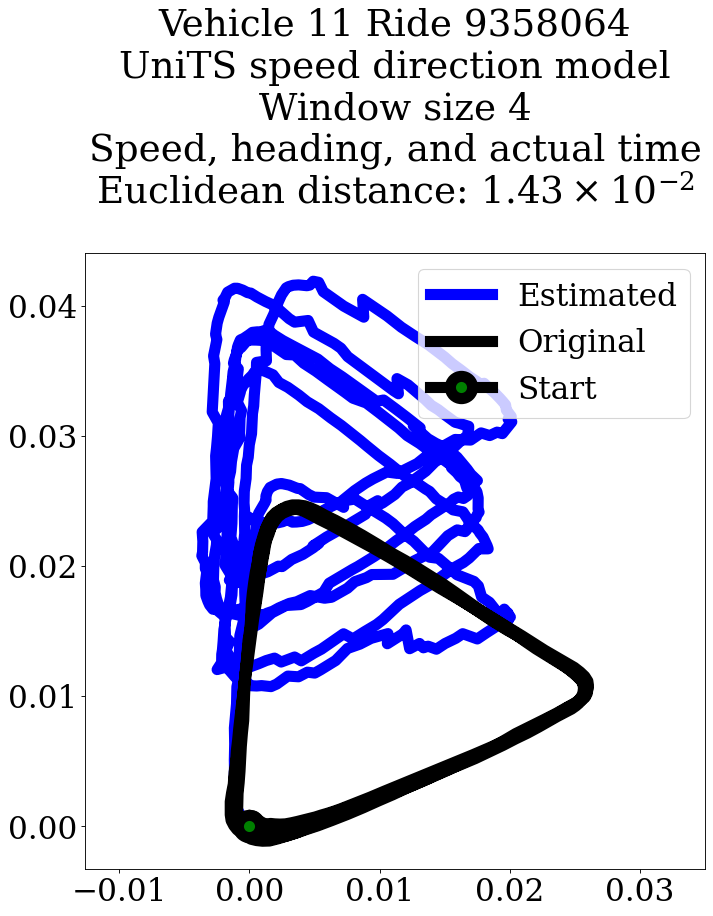 Vehicle 11 Ride 9358064
UniTS speed direction model
Window size 4
Speed, heading, and actual time
Euclidean distance: 1.43 × 10⁻²
Estimated
Original
Start
0.04
0.03
0.02
0.01
0.00
−0.01 0.00 0.01 0.02 0.03